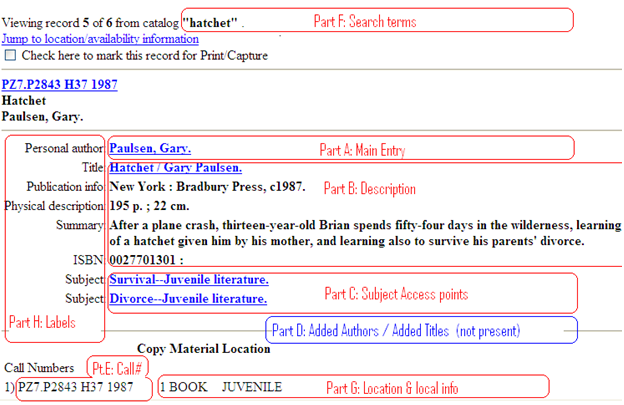 Viewing record 5 of 6 from catalog "hatchet" . Part F: Search terms
Jump to location/availability information
Check here to mark this record for Print/Capture
PZ7.P2843 H37 1987
Hatchet
Paulsen, Gary.
Personal author Paulsen, Gary. Part A: Main Entry
Title Hatchet / Gary Paulsen.
Publication info New York : Bradbury Press, c1987. Part B: Description
Physical description 195 p. ; 22 cm.
Summary After a plane crash, thirteen-year-old Brian spends fifty-four days in the wilderness, learning
of a hatchet given him by his mother, and learning also to survive his parents' divorce.
ISBN 0027701301 :
Subject Survival--Juvenile literature.
Subject Divorce--Juvenile literature. Part C: Subject Access points
Part H: Labels
Part D: Added Authors / Added Titles (not present)
Copy Material Location
Call Numbers Pt.E: Call#
1) PZ7.P2843 H37 1987 1 BOOK JUVENILE Part G: Location & local info